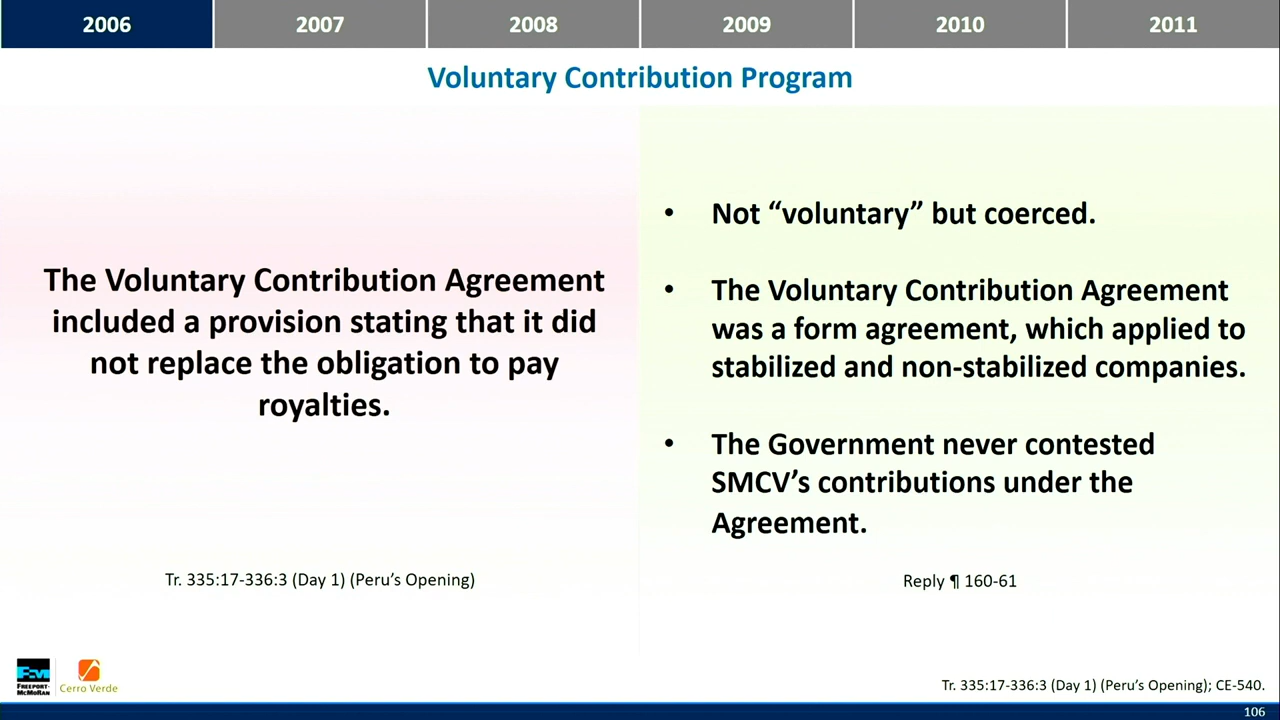 2006 2007 2008 2009 2010 2011
Voluntary Contribution Program
The Voluntary Contribution Agreement
included a provision stating that it did
not replace the obligation to pay
royalties.
Tr. 335:17-336:3 (Day 1) (Peru’s Opening)
• Not “voluntary” but coerced.
• The Voluntary Contribution Agreement
was a form agreement, which applied to
stabilized and non-stabilized companies.
• The Government never contested
SMCV’s contributions under the
Agreement.
Reply ¶ 160-61
FREEPORT-
McMoRAN
Cerro Verde
Tr. 335:17-336:3 (Day 1) (Peru’s Opening); CE-540.
106